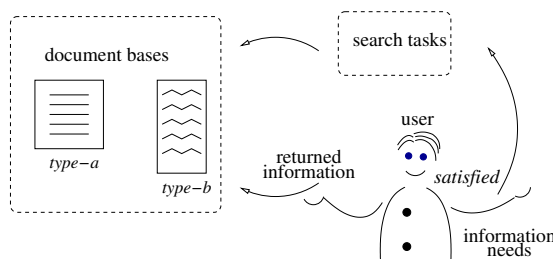 document bases
search tasks
type-a
type-b
user
returned
information
satisfied
information
needs